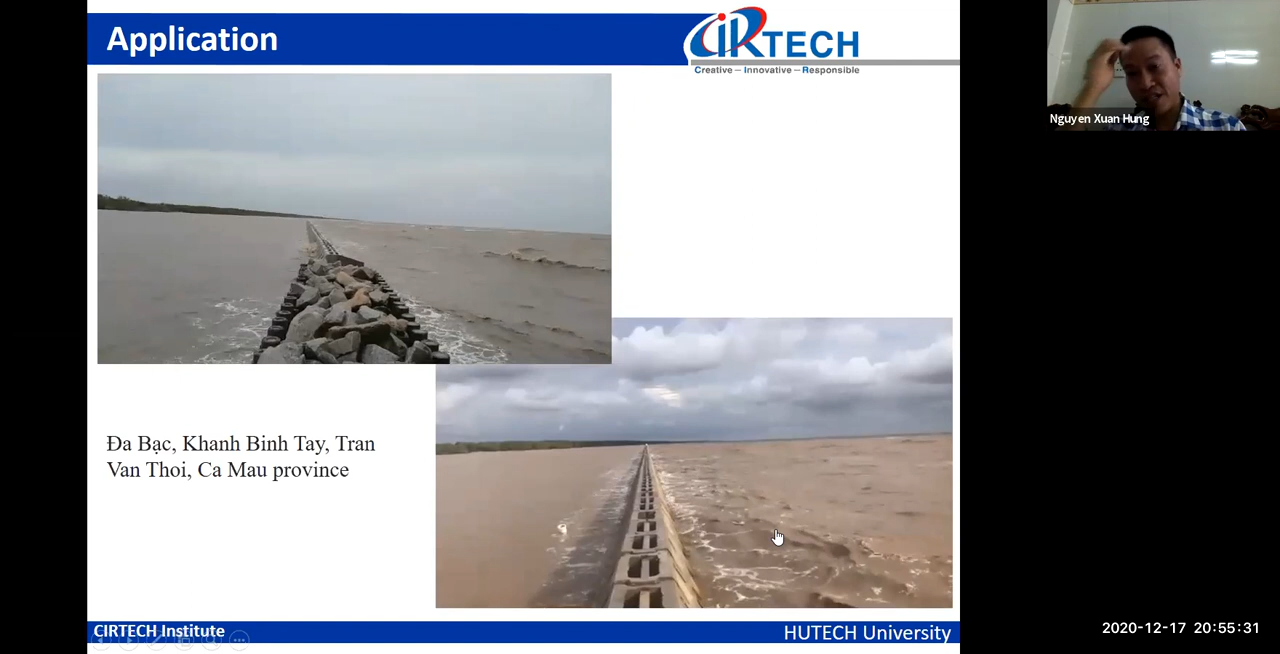 Application
CIRTECH
Creative – Innovative – Responsible
Nguyen Xuan Hung
Đa Bạc, Khanh Binh Tay, Tran
Van Thoi, Ca Mau province
CIRTECH Institute
HUTECH University
2020-12-17 20:55:31